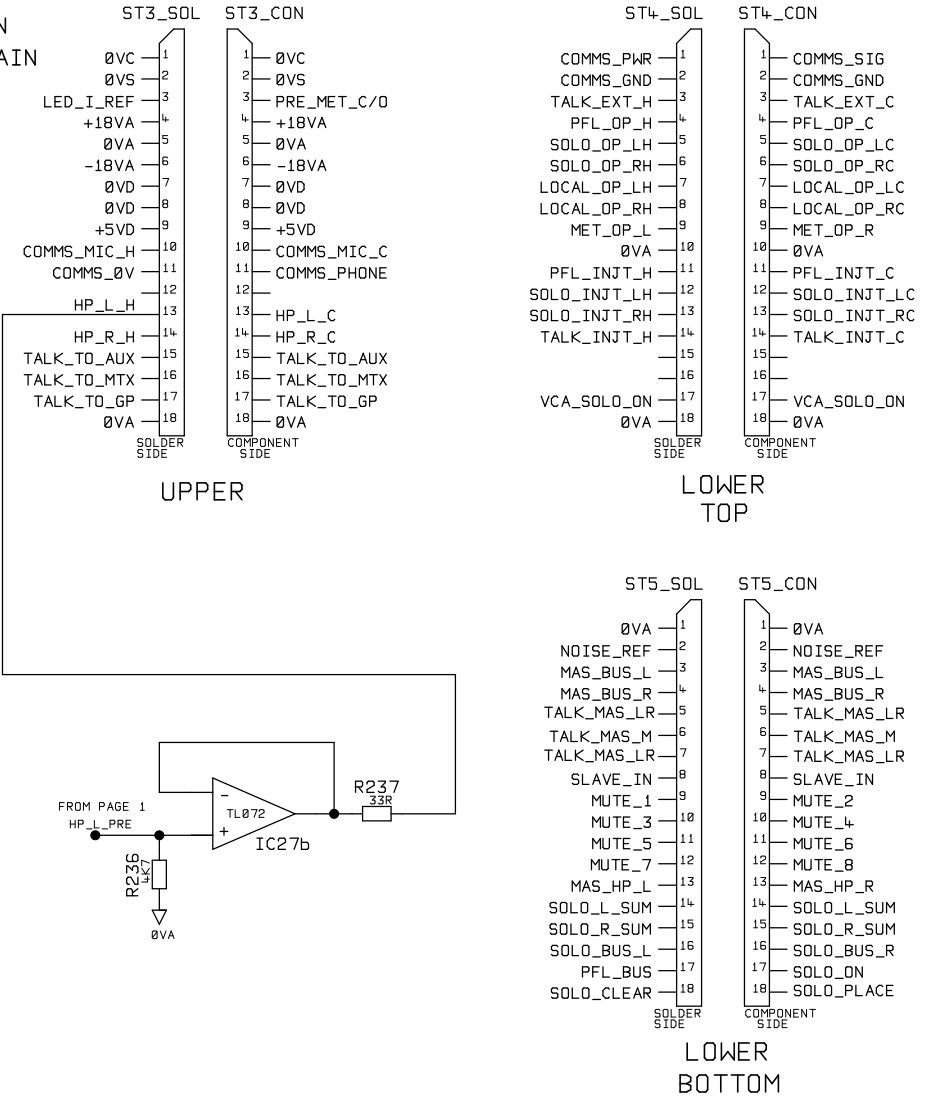 N
AIN
ST3_SOL ST3_CON
0VC 1 1 0VC
0VS 2 2 0VS
LED_I_REF 3 3 PRE_MET_C/O
+18VA 4 4 +18VA
0VA 5 5 0VA
-18VA 6 6 -18VA
0VD 7 7 0VD
0VD 8 8 0VD
+5VD 9 9 +5VD
COMMS_MIC_H 10 10 COMMS_MIC_C
COMMS_0V 11 11 COMMS_PHONE
12 12
HP_L_H 13 13 HP_L_C
HP_R_H 14 14 HP_R_C
TALK_TO_AUX 15 15 TALK_TO_AUX
TALK_TO_MTX 16 16 TALK_TO_MTX
TALK_TO_GP 17 17 TALK_TO_GP
0VA 18 18 0VA
SOLDER SIDE COMPONENT SIDE
UPPER
ST4_SOL ST4_CON
COMMS_PWR 1 1 COMMS_SIG
COMMS_GND 2 2 COMMS_GND
TALK_EXT_H 3 3 TALK_EXT_C
PFL_OP_H 4 4 PFL_OP_C
SOLO_OP_LH 5 5 SOLO_OP_LC
SOLO_OP_RH 6 6 SOLO_OP_RC
LOCAL_OP_LH 7 7 LOCAL_OP_LC
LOCAL_OP_RH 8 8 LOCAL_OP_RC
MET_OP_L 9 9 MET_OP_R
0VA 10 10 0VA
PFL_INJT_H 11 11 PFL_INJT_C
SOLO_INJT_LH 12 12 SOLO_INJT_LC
SOLO_INJT_RH 13 13 SOLO_INJT_RC
TALK_INJT_H 14 14 TALK_INJT_C
15 15
16 16
VCA_SOLO_ON 17 17 VCA_SOLO_ON
0VA 18 18 0VA
SOLDER SIDE COMPONENT SIDE
LOWER
TOP
ST5_SOL ST5_CON
0VA 1 1 0VA
NOISE_REF 2 2 NOISE_REF
MAS_BUS_L 3 3 MAS_BUS_L
MAS_BUS_R 4 4 MAS_BUS_R
TALK_MAS_LR 5 5 TALK_MAS_LR
TALK_MAS_M 6 6 TALK_MAS_M
TALK_MAS_LR 7 7 TALK_MAS_LR
SLAVE_IN 8 8 SLAVE_IN
MUTE_1 9 9 MUTE_2
MUTE_3 10 10 MUTE_4
MUTE_5 11 11 MUTE_6
MUTE_7 12 12 MUTE_8
MAS_HP_L 13 13 MAS_HP_R
SOLO_L_SUM 14 14 SOLO_L_SUM
SOLO_R_SUM 15 15 SOLO_R_SUM
SOLO_BUS_L 16 16 SOLO_BUS_R
PFL_BUS 17 17 SOLO_ON
SOLO_CLEAR 18 18 SOLO_PLACE
SOLDER SIDE COMPONENT SIDE
LOWER
BOTTOM
FROM PAGE 1
HP_L_PRE
R236
4K7
0VA
-
+
TL072
IC27b
R237
33R